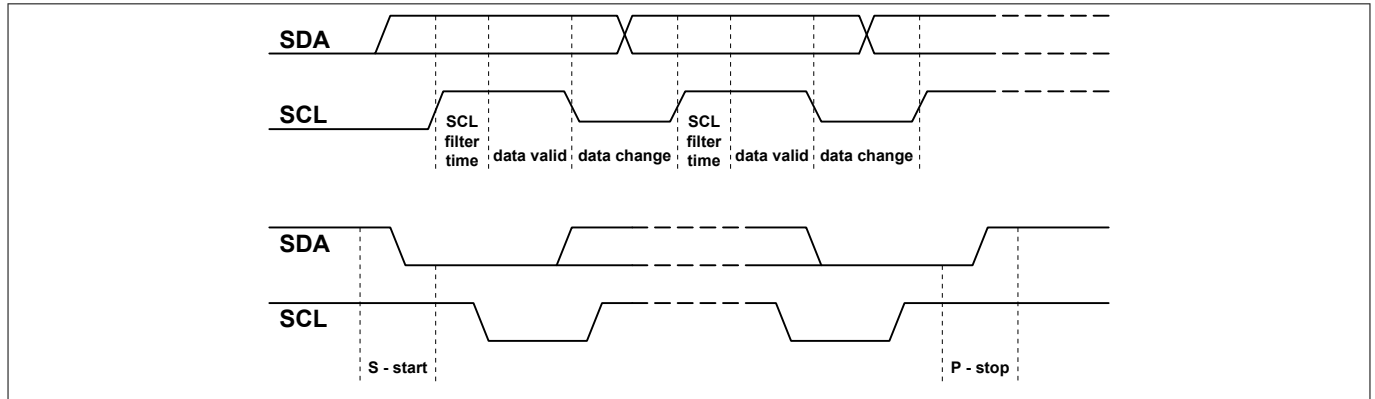 SDA
SCL
SCL
filter
time
data valid
data change
SCL
filter
time
data valid
data change
SDA
SCL
S - start
P - stop